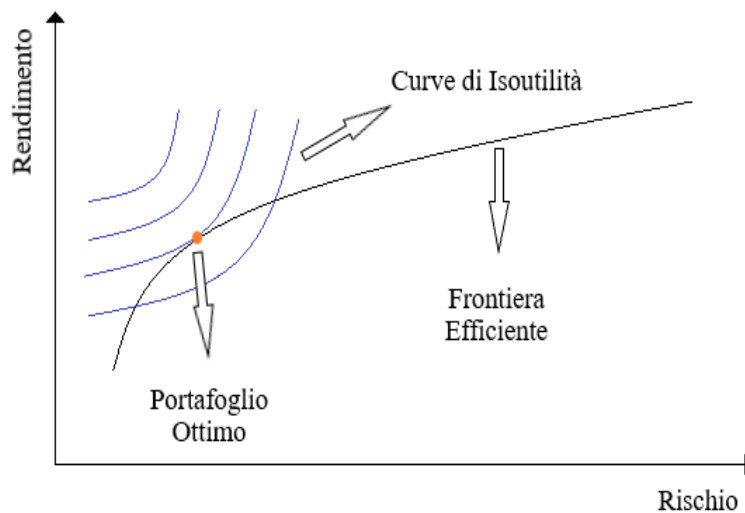 Rendimento
Curve di Isoutilità
Frontiera
Efficiente
Portafoglio
Ottimo
Rischio